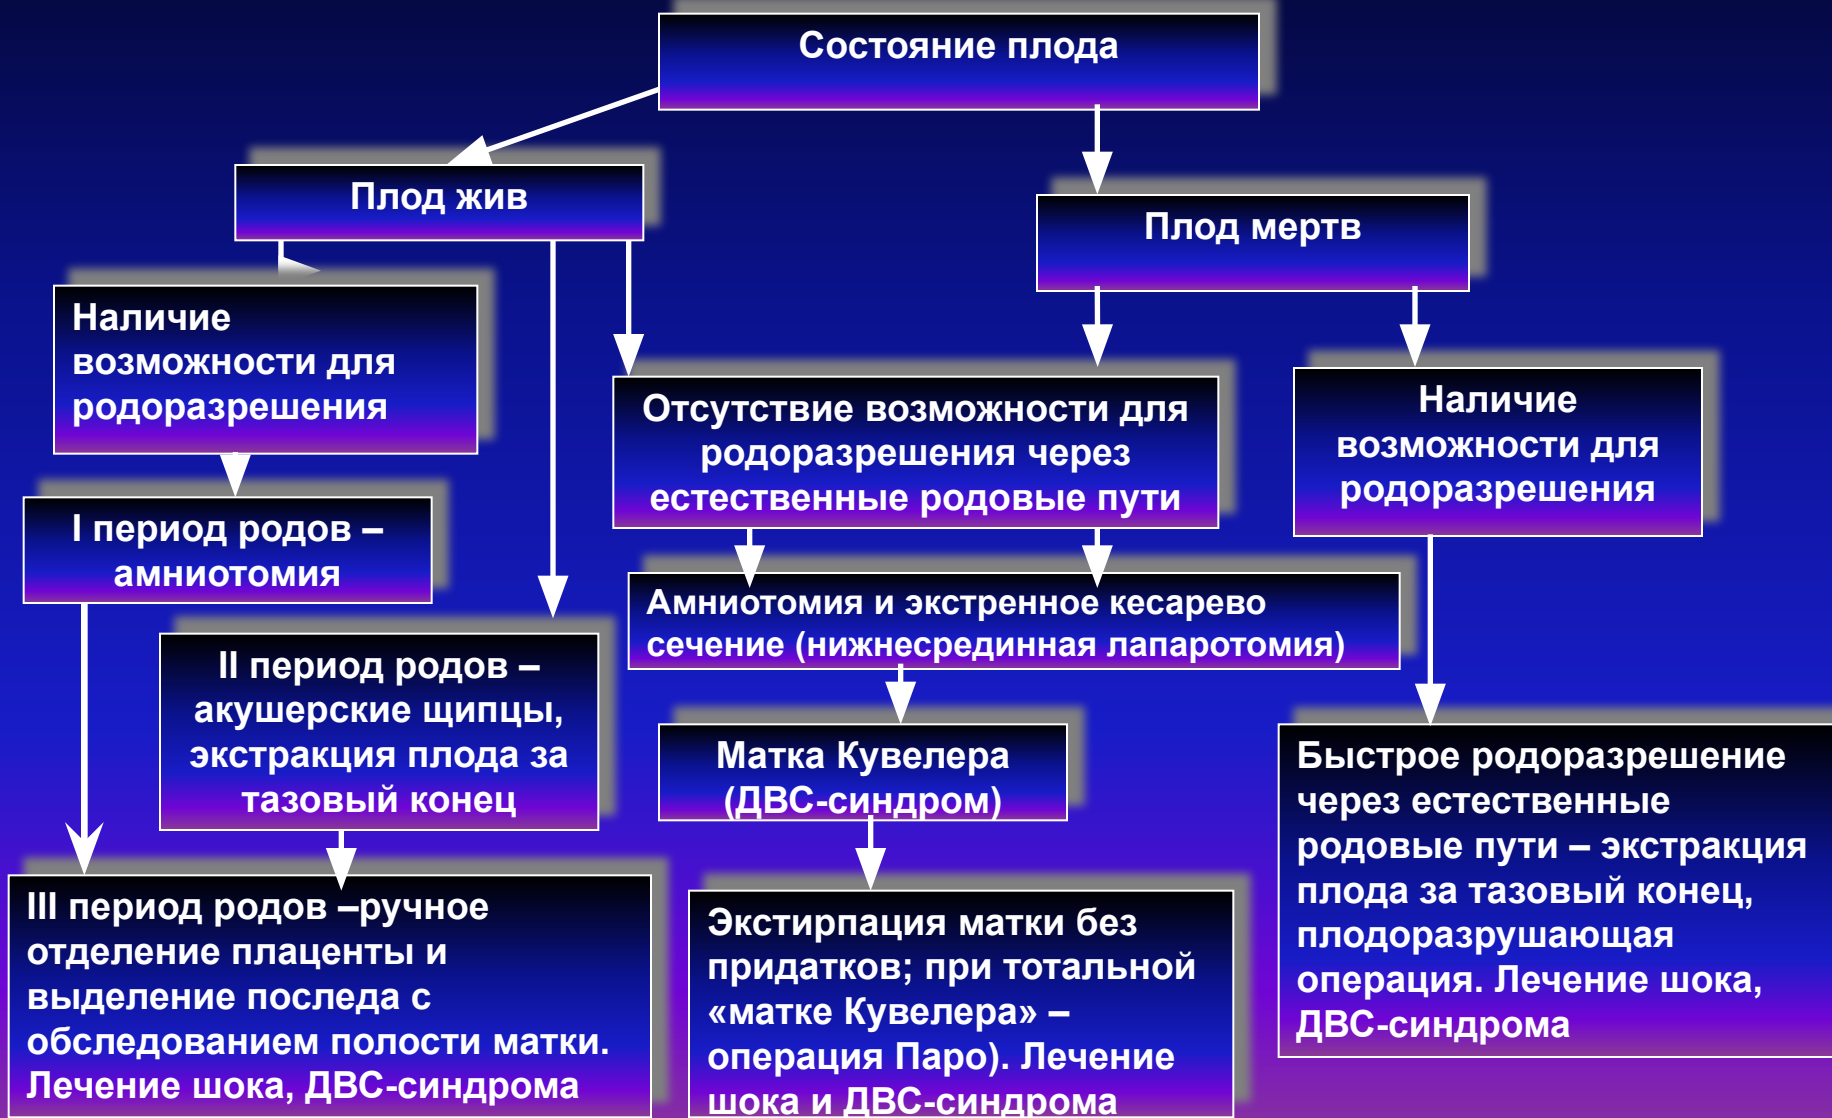 Состояние плода
Плод жив
Плод мертв
Наличие
возможности для
родоразрешения
Отсутствие возможности для
родоразрешения через
естественные родовые пути
Наличие
возможности для
родоразрешения
I период родов –
амниотомия
Амниотомия и экстренное кесарево
сечение (нижнесрединная лапаротомия)
II период родов –
акушерские щипцы,
экстракция плода за
тазовый конец
Матка Кувелера
(ДВС-синдром)
Быстрое родоразрешение
через естественные
родовые пути – экстракция
плода за тазовый конец,
плодоразрушающая
операция. Лечение шока,
ДВС-синдрома
III период родов –ручное
отделение плаценты и
выделение последа с
обследованием полости матки.
Лечение шока, ДВС-синдрома
Экстирпация матки без
придатков; при тотальной
«матке Кувелера» –
операция Паро). Лечение
шока и ДВС-синдрома